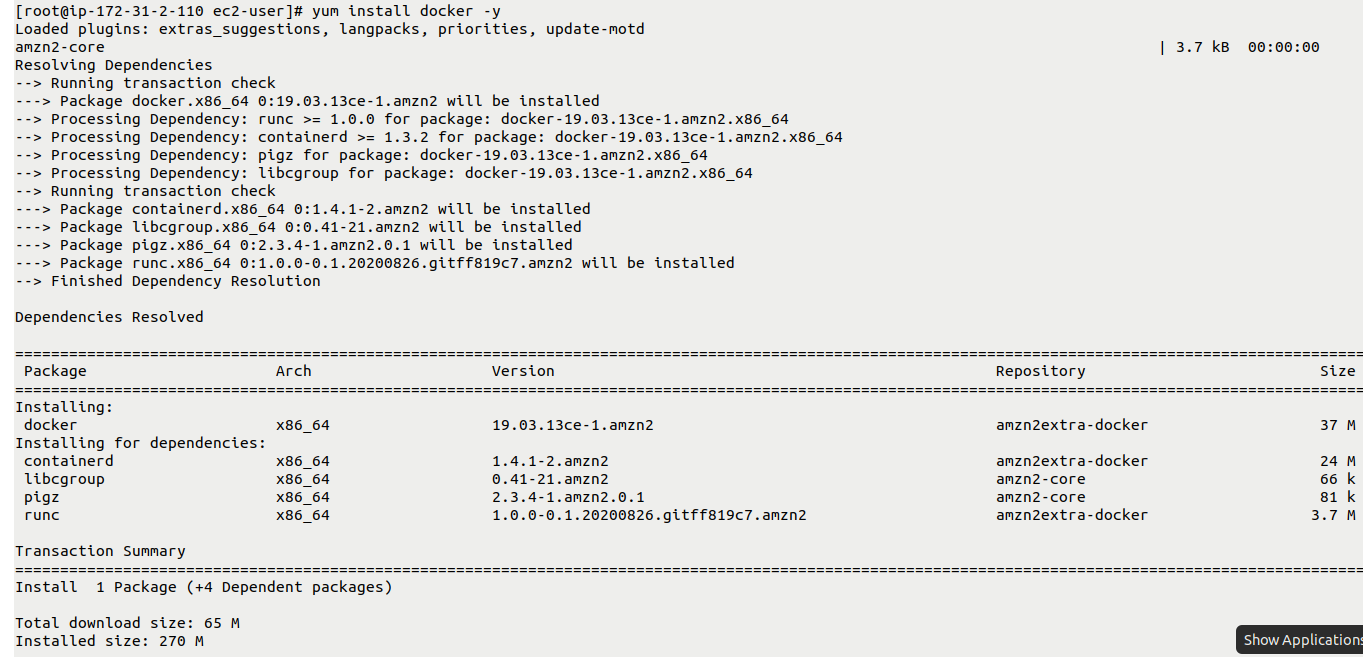 [root@ip-172-31-2-110 ec2-user]# yum install docker -y
Loaded plugins: extras_suggestions, langpacks, priorities, update-motd
amzn2-core | 3.7 kB 00:00:00
Resolving Dependencies
--> Running transaction check
---> Package docker.x86_64 0:19.03.13ce-1.amzn2 will be installed
--> Processing Dependency: runc >= 1.0.0 for package: docker-19.03.13ce-1.amzn2.x86_64
--> Processing Dependency: containerd >= 1.3.2 for package: docker-19.03.13ce-1.amzn2.x86_64
--> Processing Dependency: pigz for package: docker-19.03.13ce-1.amzn2.x86_64
--> Processing Dependency: libcgroup for package: docker-19.03.13ce-1.amzn2.x86_64
--> Running transaction check
---> Package containerd.x86_64 0:1.4.1-2.amzn2 will be installed
---> Package libcgroup.x86_64 0:0.41-21.amzn2 will be installed
---> Package pigz.x86_64 0:2.3.4-1.amzn2.0.1 will be installed
---> Package runc.x86_64 0:1.0.0-0.1.20200826.gitff819c7.amzn2 will be installed
--> Finished Dependency Resolution
Dependencies Resolved
======================================================================================================================================================
Package Arch Version Repository Size
======================================================================================================================================================
Installing:
docker x86_64 19.03.13ce-1.amzn2 amzn2extra-docker 37 M
Installing for dependencies:
containerd x86_64 1.4.1-2.amzn2 amzn2extra-docker 24 M
libcgroup x86_64 0.41-21.amzn2 amzn2-core 66 k
pigz x86_64 2.3.4-1.amzn2.0.1 amzn2-core 81 k
runc x86_64 1.0.0-0.1.20200826.gitff819c7.amzn2 amzn2extra-docker 3.7 M
Transaction Summary
======================================================================================================================================================
Install 1 Package (+4 Dependent packages)
Total download size: 65 M
Installed size: 270 M
Show Applications